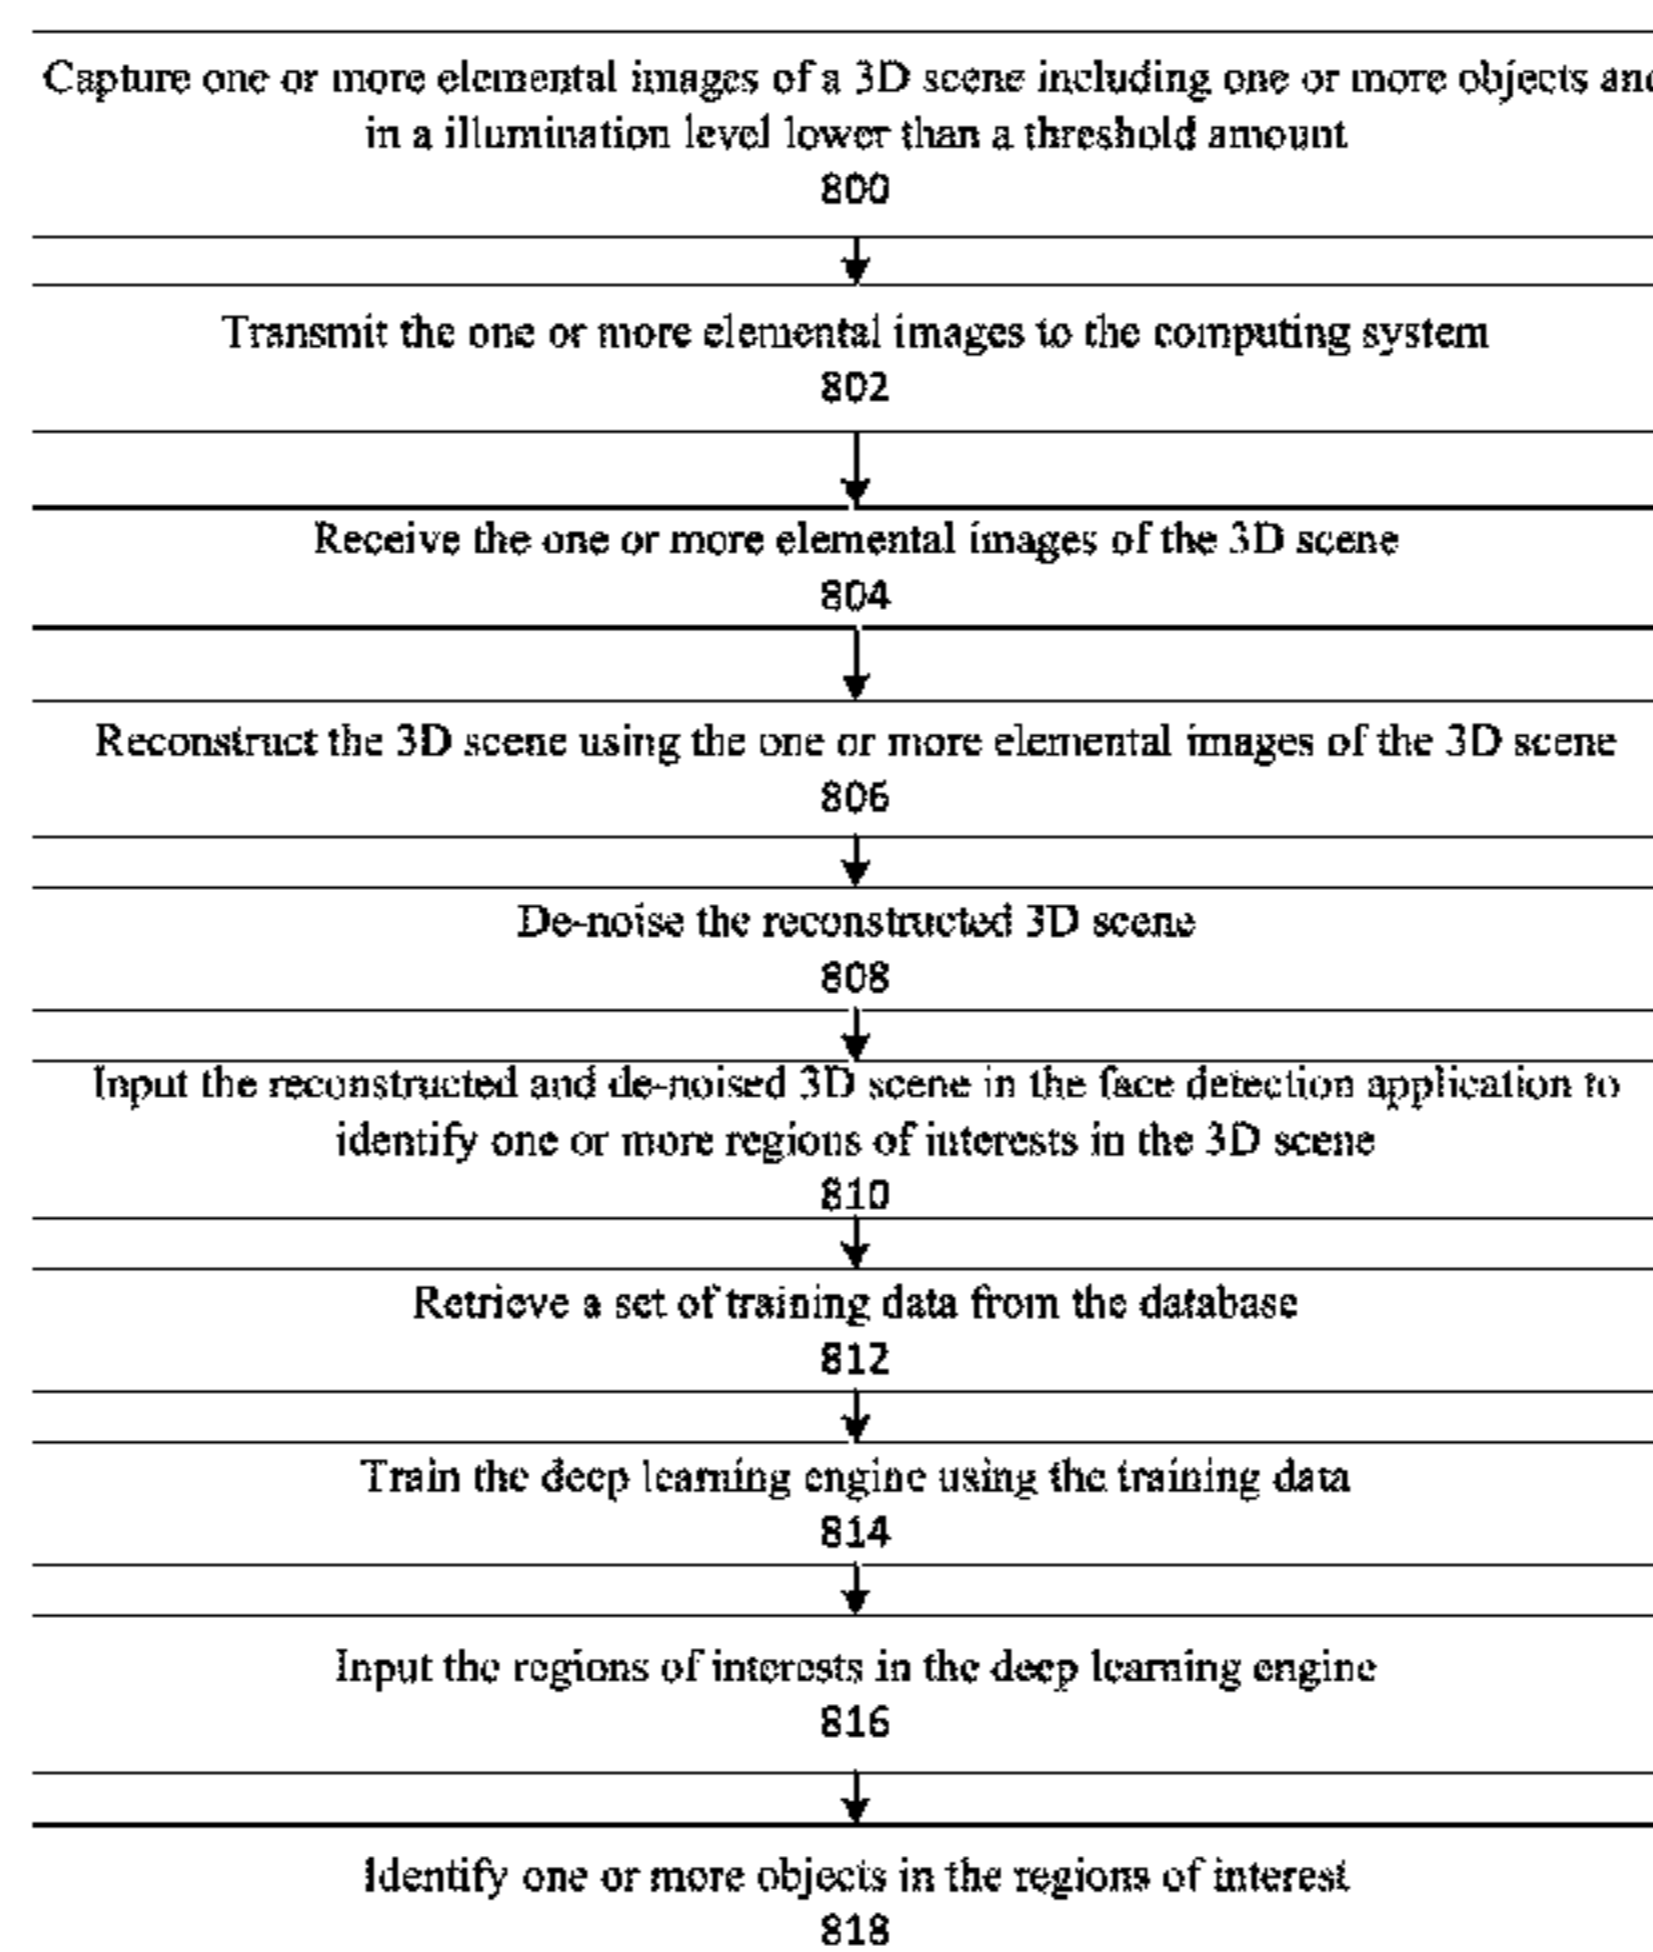 Capture one or more elemental images of a 3D scene including one or more objects and
in a illumination level lower than a threshold amount
800
Transmit the one or more elemental images to the computing system
802
Receive the one or more elemental images of the 3D scene
804
Reconstruct the 3D scene using the one or more elemental images of the 3D scene
806
De-noise the reconstructed 3D scene
808
Input the reconstructed and de-noised 3D scene in the face detection application to
identify one or more regions of interests in the 3D scene
810
Retrieve a set of training data from the database
812
Train the deep learning engine using the training data
814
Input the regions of interests in the deep learning engine
816
Identify one or more objects in the regions of interest
818